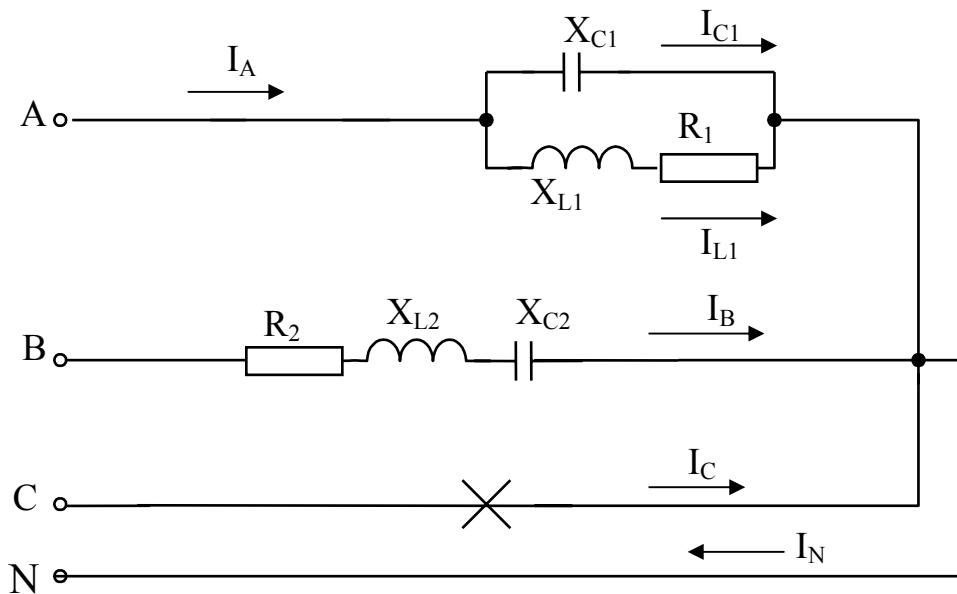 I_C1
X_C1
I_A
A
R_1
X_L1
I_L1
X_L2
X_C2
I_B
R_2
B
I_C
C
I_N
N